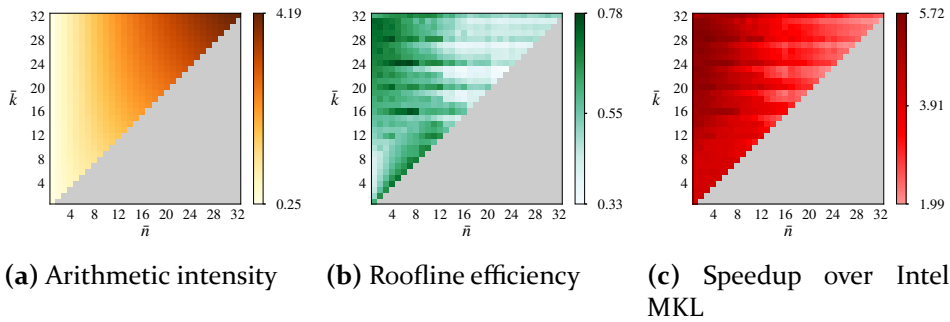 32
28
24
20
k̄
16
12
8
4
4 8 12 16 20 24 28 32
n̄
4.19
0.25
(a) Arithmetic intensity
32
28
24
20
k̄
16
12
8
4
4 8 12 16 20 24 28 32
n̄
0.78
0.55
0.33
(b) Roofline efficiency
32
28
24
20
k̄
16
12
8
4
4 8 12 16 20 24 28 32
n̄
5.72
3.91
1.99
(c) Speedup over Intel
MKL